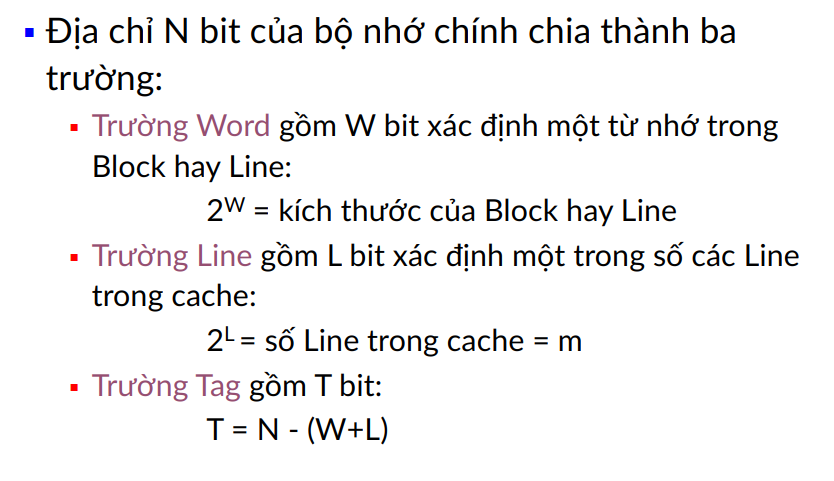 ▪ Địa chỉ N bit của bộ nhớ chính chia thành ba
trường:
▪ Trường Word gồm W bit xác định một từ nhớ trong
Block hay Line:
2ᵂ = kích thước của Block hay Line
▪ Trường Line gồm L bit xác định một trong số các Line
trong cache:
2ᴸ = số Line trong cache = m
▪ Trường Tag gồm T bit:
T = N - (W+L)